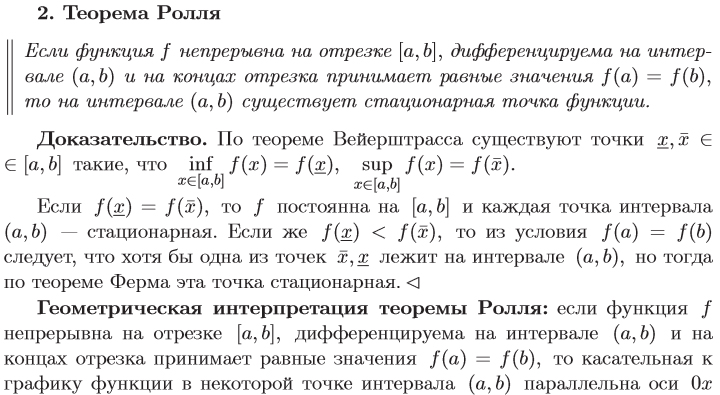 2. Теорема Ролля
Если функция f непрерывна на отрезке [a, b], дифференцируема на интер-
вале (a, b) и на концах отрезка принимает равные значения f(a) = f(b),
то на интервале (a, b) существует стационарная точка функции.
Доказательство. По теореме Вейерштрасса существуют точки x̲, x̄ ∈
∈ [a, b] такие, что inf x∈[a,b] f(x) = f(x̲), sup x∈[a,b] f(x) = f(x̄).
Если f(x̲) = f(x̄), то f постоянна на [a, b] и каждая точка интервала
(a, b) — стационарная. Если же f(x̲) < f(x̄), то из условия f(a) = f(b)
следует, что хотя бы одна из точек x̄, x̲ лежит на интервале (a, b), но тогда
по теореме Ферма эта точка стационарная. ◁
Геометрическая интерпретация теоремы Ролля: если функция f
непрерывна на отрезке [a, b], дифференцируема на интервале (a, b) и на
концах отрезка принимает равные значения f(a) = f(b), то касательная к
графику функции в некоторой точке интервала (a, b) параллельна оси 0x